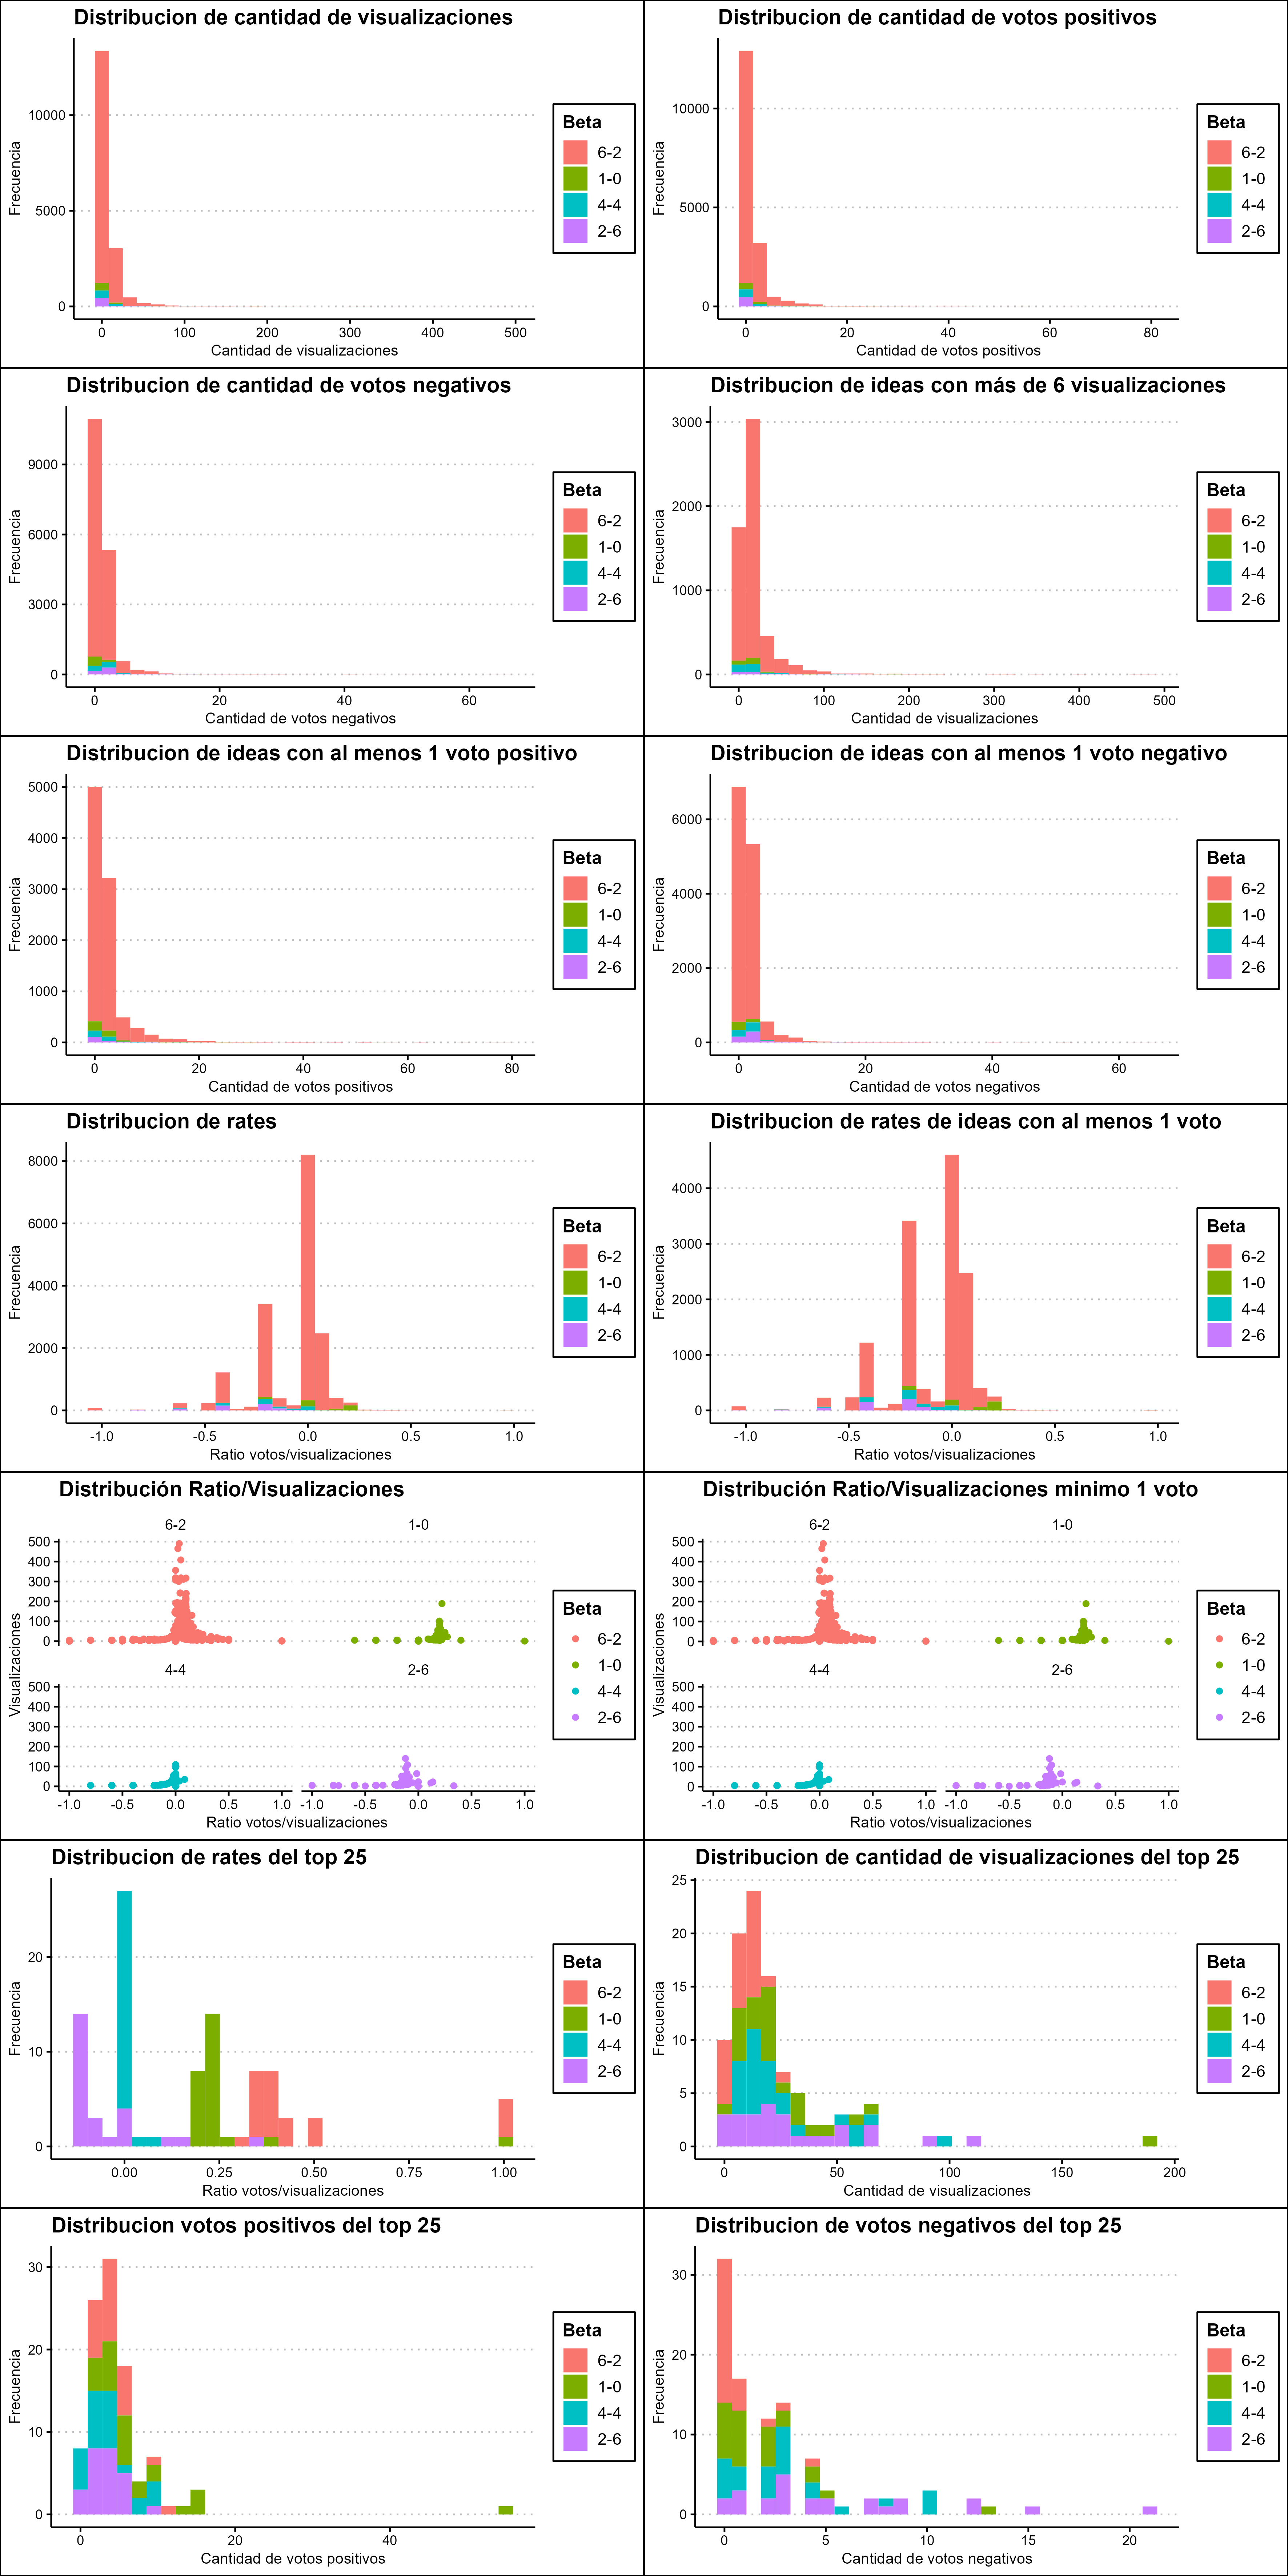 Distribucion de cantidad de visualizaciones
10000
5000
0
Frecuencia
0 100 200 300 400 500
Cantidad de visualizaciones
Beta
6-2
1-0
4-4
2-6
Distribucion de cantidad de votos positivos
10000
5000
0
Frecuencia
0 20 40 60 80
Cantidad de votos positivos
Beta
6-2
1-0
4-4
2-6
Distribucion de cantidad de votos negativos
9000
6000
3000
0
Frecuencia
0 20 40 60
Cantidad de votos negativos
Beta
6-2
1-0
4-4
2-6
Distribucion de ideas con más de 6 visualizaciones
3000
2000
1000
0
Frecuencia
0 100 200 300 400 500
Cantidad de visualizaciones
Beta
6-2
1-0
4-4
2-6
Distribucion de ideas con al menos 1 voto positivo
5000
4000
3000
2000
1000
0
Frecuencia
0 20 40 60 80
Cantidad de votos positivos
Beta
6-2
1-0
4-4
2-6
Distribucion de ideas con al menos 1 voto negativo
6000
4000
2000
0
Frecuencia
0 20 40 60
Cantidad de votos negativos
Beta
6-2
1-0
4-4
2-6
Distribucion de rates
8000
6000
4000
2000
0
Frecuencia
-1.0 -0.5 0.0 0.5 1.0
Ratio votos/visualizaciones
Beta
6-2
1-0
4-4
2-6
Distribucion de rates de ideas con al menos 1 voto
4000
3000
2000
1000
0
Frecuencia
-1.0 -0.5 0.0 0.5 1.0
Ratio votos/visualizaciones
Beta
6-2
1-0
4-4
2-6
Distribución Ratio/Visualizaciones
6-2 1-0
500
400
300
200
100
0
4-4 2-6
500
400
300
200
100
0
Visualizaciones
-1.0 -0.5 0.0 0.5 1.0 -1.0 -0.5 0.0 0.5 1.0
Ratio votos/visualizaciones
Beta
6-2
1-0
4-4
2-6
Distribución Ratio/Visualizaciones minimo 1 voto
6-2 1-0
500
400
300
200
100
0
4-4 2-6
500
400
300
200
100
0
Visualizaciones
-1.0 -0.5 0.0 0.5 1.0 -1.0 -0.5 0.0 0.5 1.0
Ratio votos/visualizaciones
Beta
6-2
1-0
4-4
2-6
Distribucion de rates del top 25
20
10
0
Frecuencia
0.00 0.25 0.50 0.75 1.00
Ratio votos/visualizaciones
Beta
6-2
1-0
4-4
2-6
Distribucion de cantidad de visualizaciones del top 25
25
20
15
10
5
0
Frecuencia
0 50 100 150 200
Cantidad de visualizaciones
Beta
6-2
1-0
4-4
2-6
Distribucion votos positivos del top 25
30
20
10
0
Frecuencia
0 20 40
Cantidad de votos positivos
Beta
6-2
1-0
4-4
2-6
Distribucion de votos negativos del top 25
30
20
10
0
Frecuencia
0 5 10 15 20
Cantidad de votos negativos
Beta
6-2
1-0
4-4
2-6